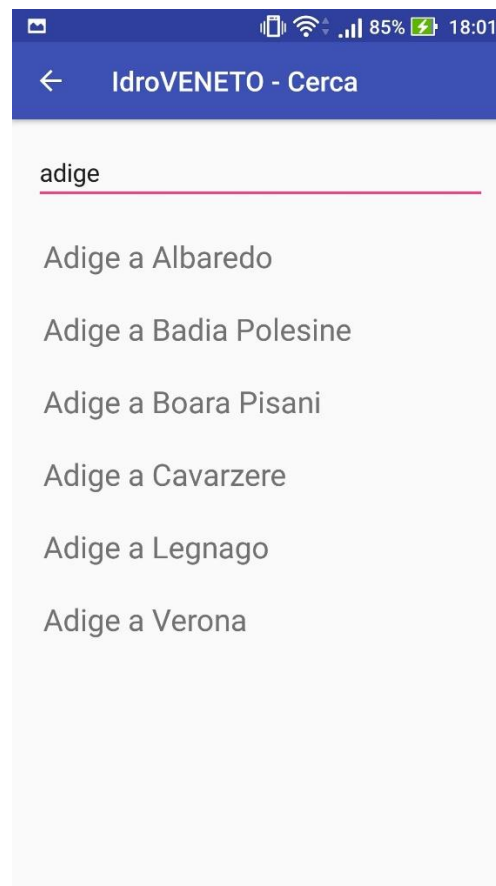 85% 18:01
IdroVENETO - Cerca
adige
Adige a Albaredo
Adige a Badia Polesine
Adige a Boara Pisani
Adige a Cavarzere
Adige a Legnago
Adige a Verona